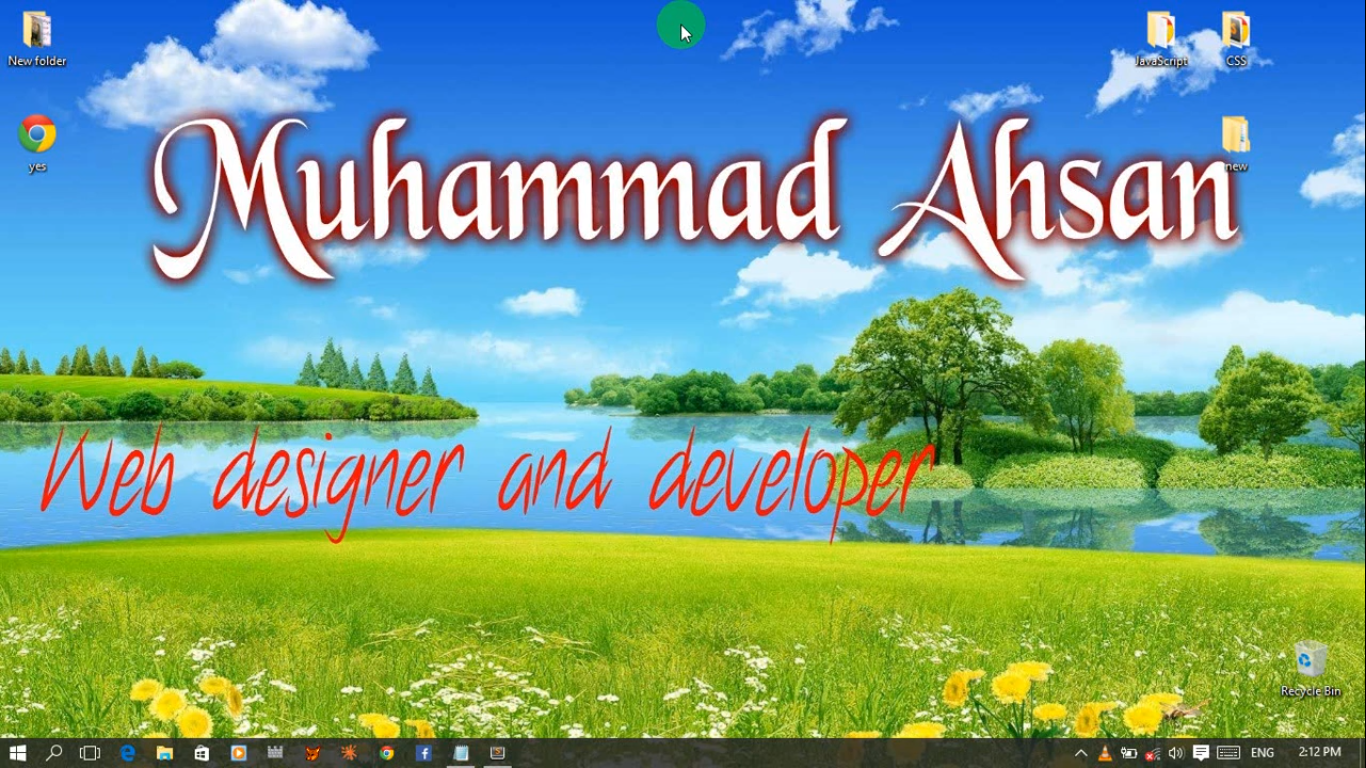 New folder
JavaScript
CSS
yes
new
Muhammad Ahsan
Web designer and developer
Recycle Bin
ENG
2:12 PM